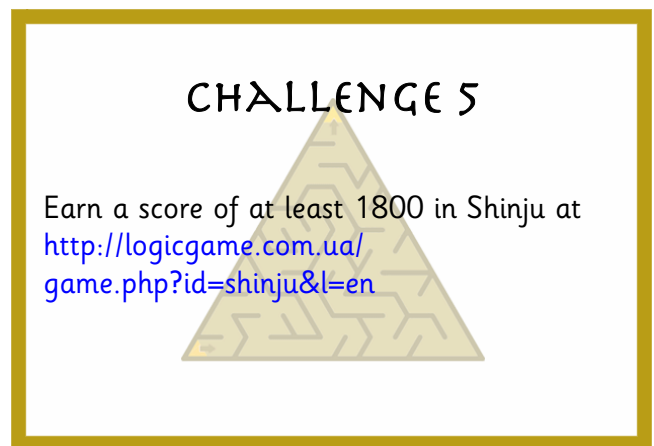 CHALLENGE 5
Earn a score of at least 1800 in Shinju at
http://logicgame.com.ua/
game.php?id=shinju&l=en